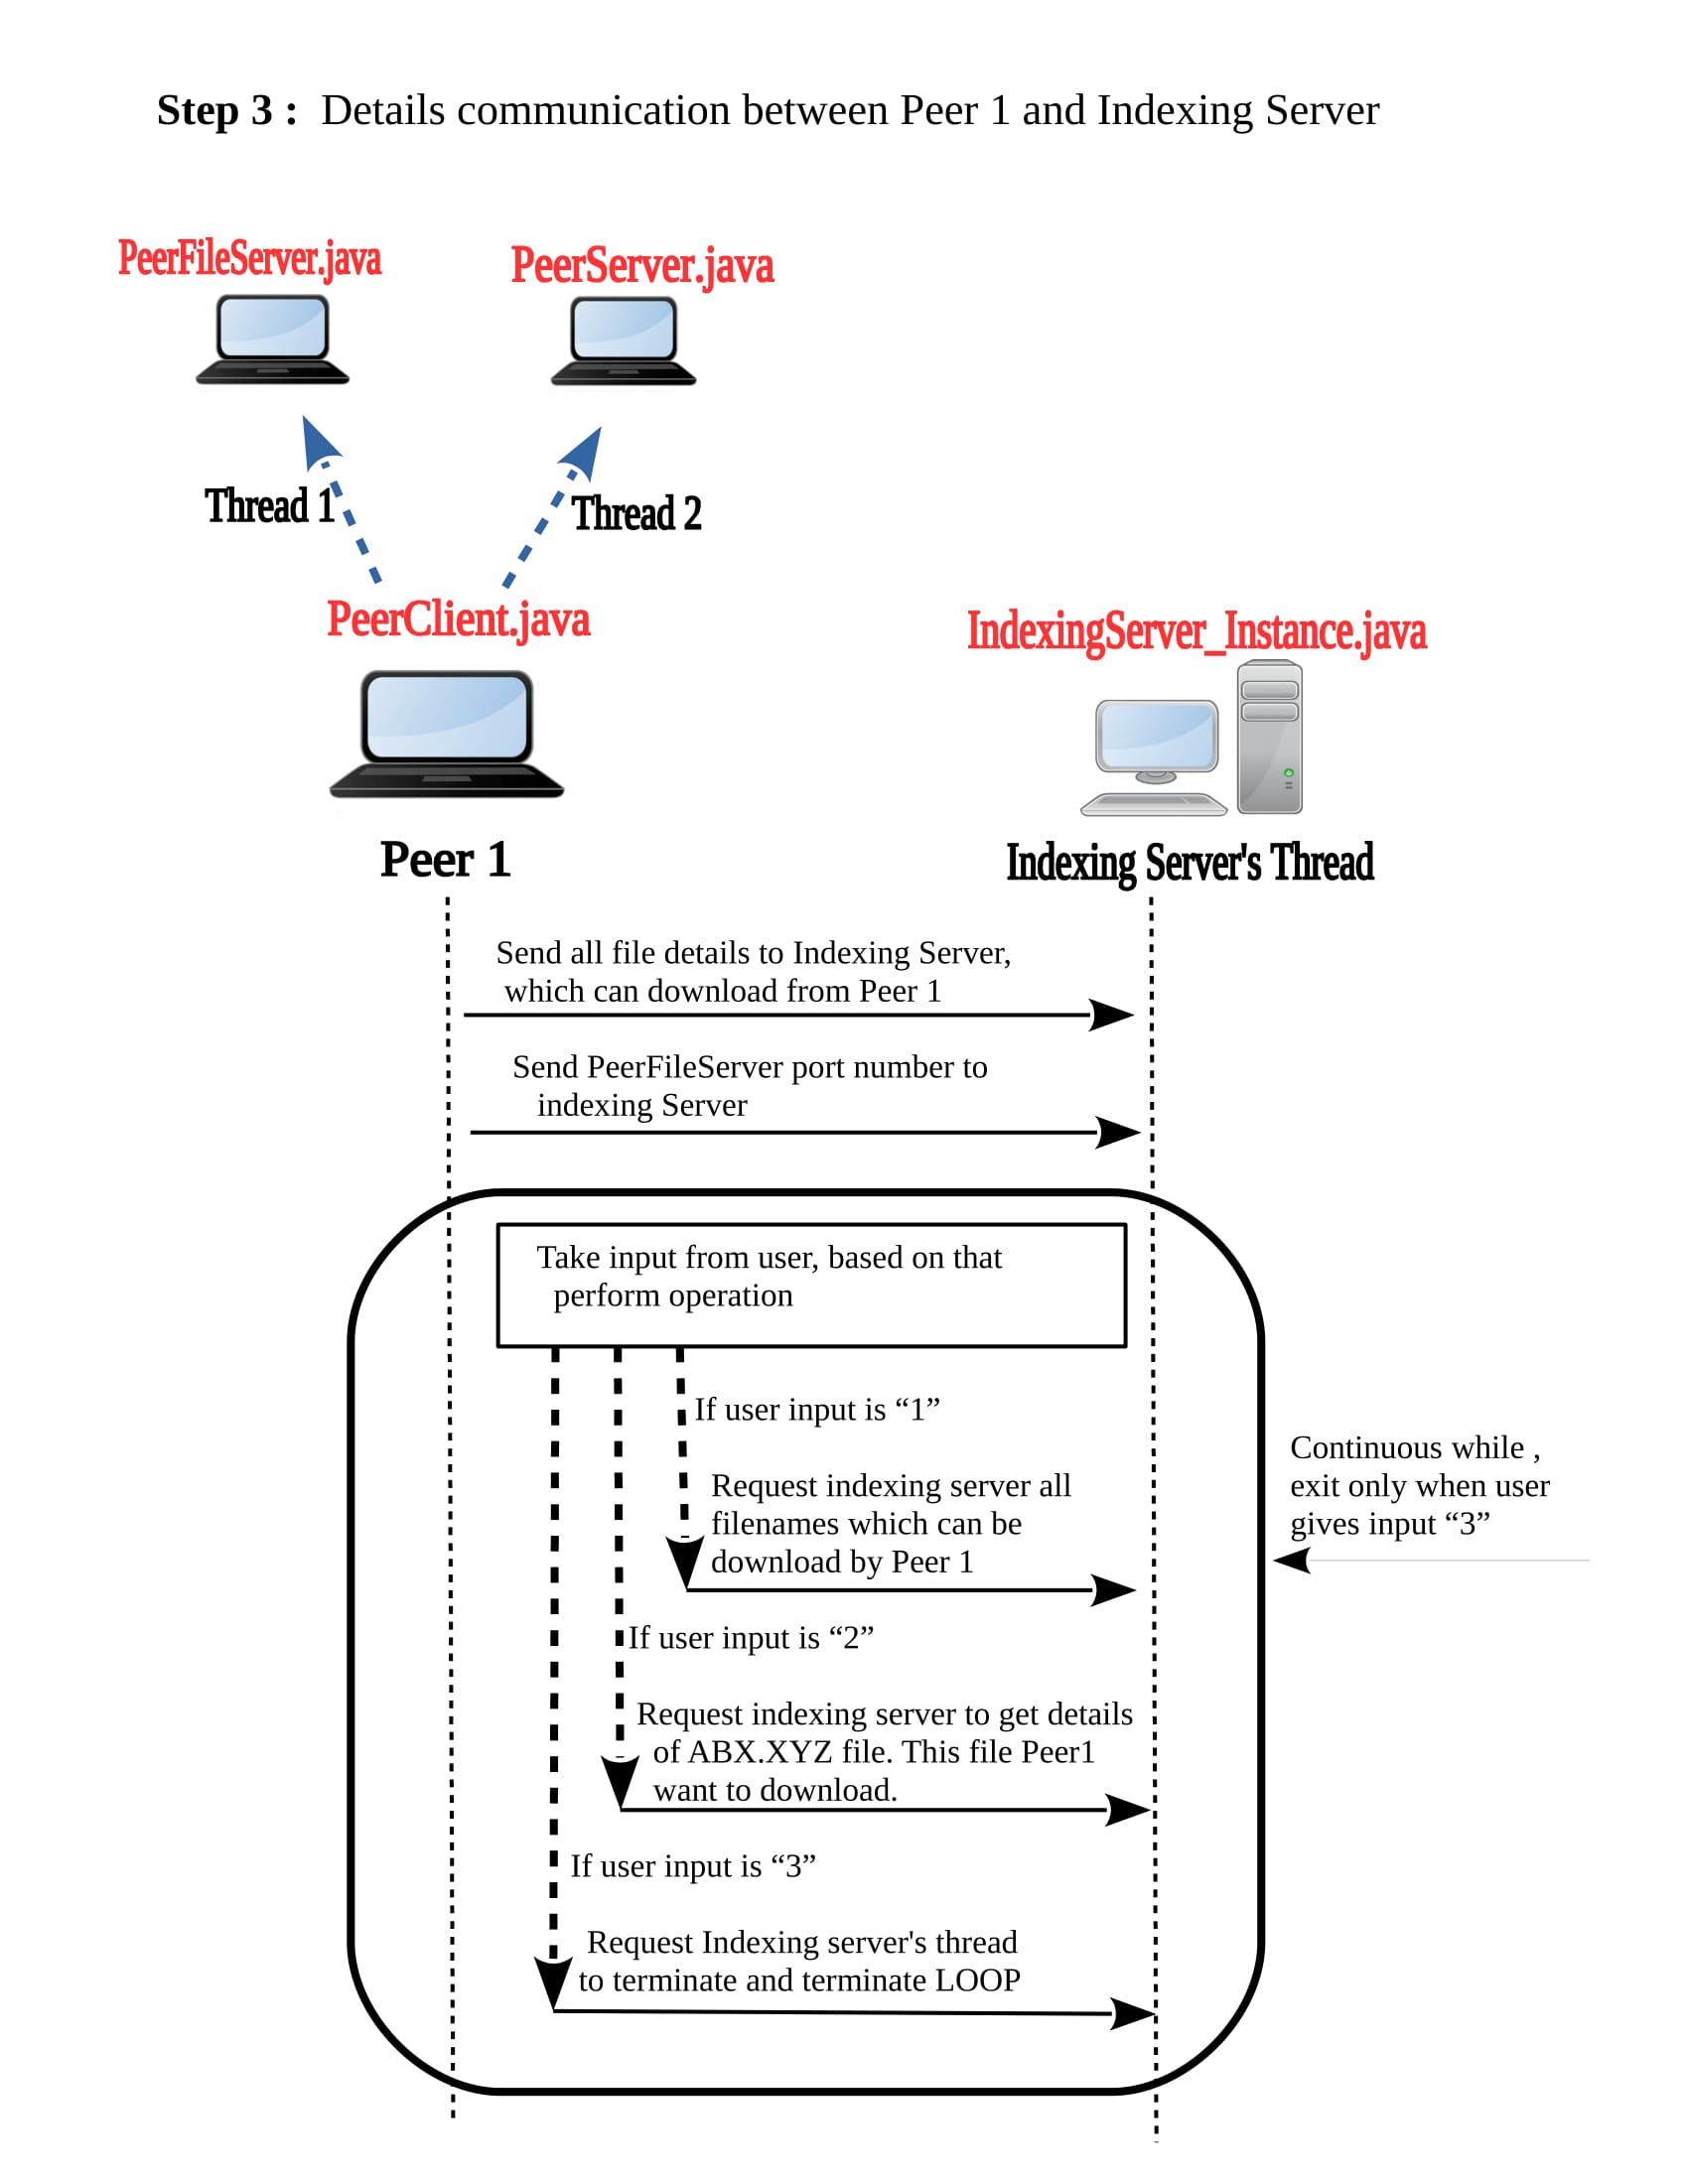 Step 3 : Details communication between Peer 1 and Indexing Server
PeerFileServer.java
PeerServer.java
Thread 1
Thread 2
PeerClient.java
IndexingServer_Instance.java
Peer 1
Indexing Server's Thread
Send all file details to Indexing Server,
which can download from Peer 1
Send PeerFileServer port number to
indexing Server
Take input from user, based on that
perform operation
If user input is “1”
Request indexing server all
filenames which can be
download by Peer 1
Continuous while ,
exit only when user
gives input “3”
If user input is “2”
Request indexing server to get details
of ABX.XYZ file. This file Peer1
want to download.
If user input is “3”
Request Indexing server's thread
to terminate and terminate LOOP